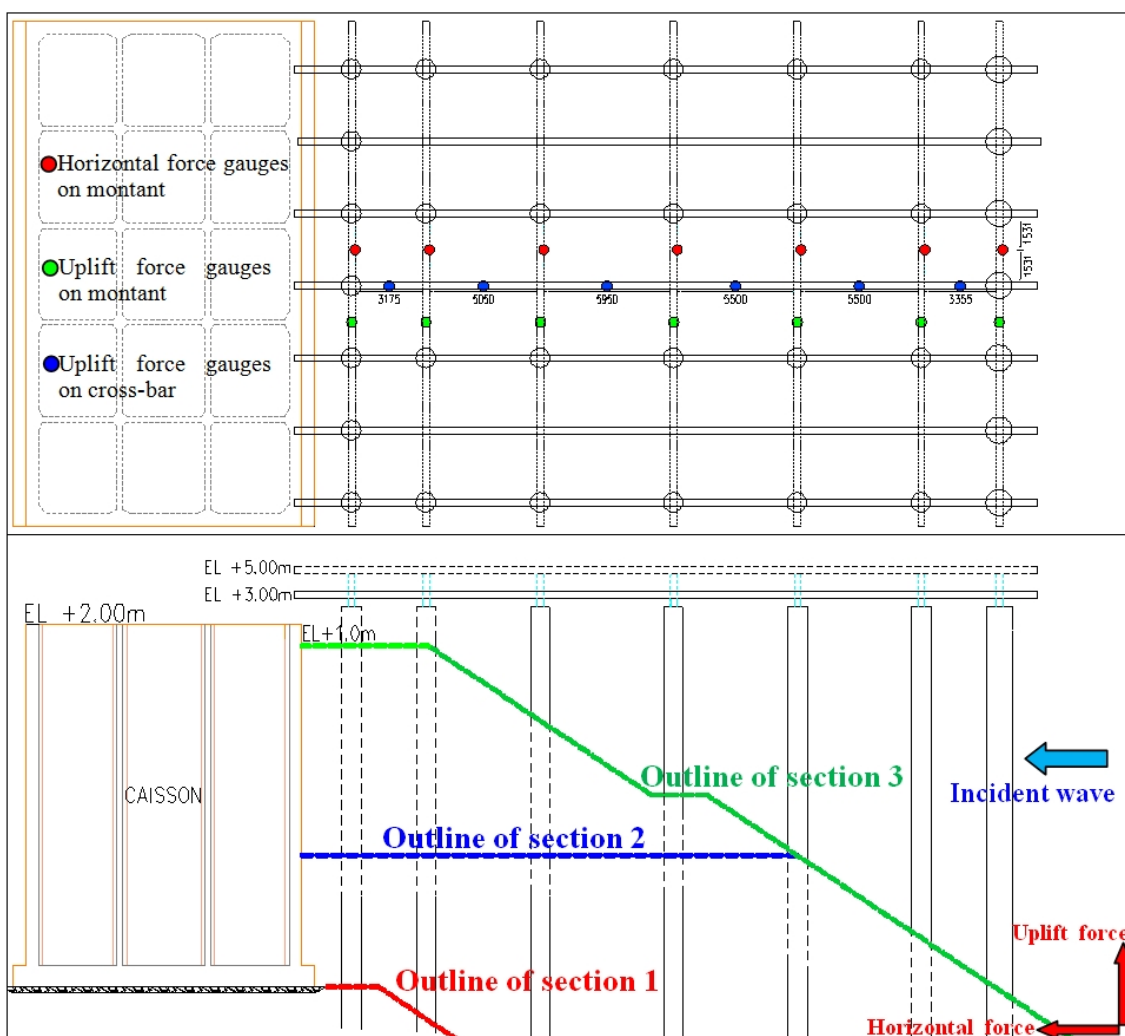 Horizontal force gauges
on montant
Uplift force gauges
on montant
Uplift force gauges
on cross-bar
1531
1531
3175
5050
5950
5500
5500
3355
EL +5.00m
EL +3.00m
EL +2.00m
EL+1.0m
CAISSON
Outline of section 3
Incident wave
Outline of section 2
Uplift force
Outline of section 1
Horizontal force